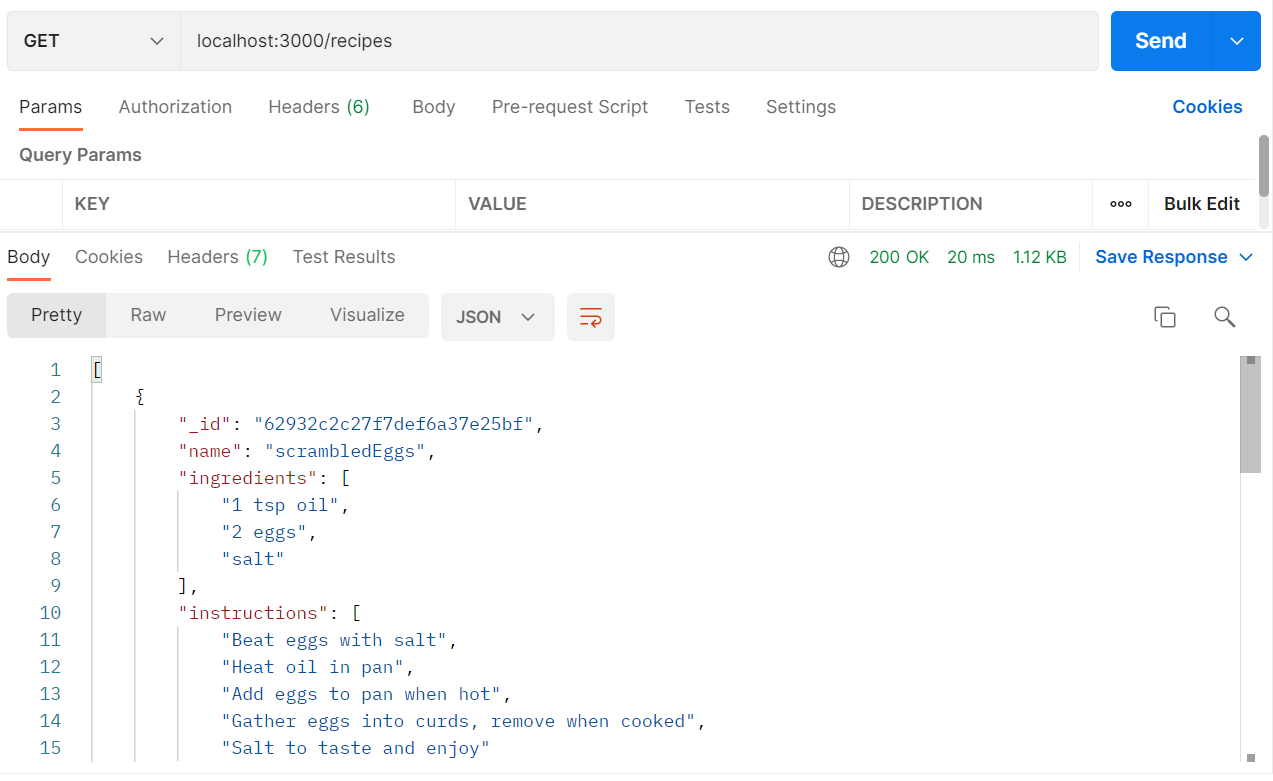 GET localhost:3000/recipes Send
Params Authorization Headers (6) Body Pre-request Script Tests Settings Cookies
Query Params
KEY VALUE DESCRIPTION ooo Bulk Edit
Body Cookies Headers (7) Test Results 200 OK 20 ms 1.12 KB Save Response
Pretty Raw Preview Visualize JSON
1 [
2 {
3 "_id": "62932c2c27f7def6a37e25bf",
4 "name": "scrambledEggs",
5 "ingredients": [
6 "1 tsp oil",
7 "2 eggs",
8 "salt"
9 ],
10 "instructions": [
11 "Beat eggs with salt",
12 "Heat oil in pan",
13 "Add eggs to pan when hot",
14 "Gather eggs into curds, remove when cooked",
15 "Salt to taste and enjoy"